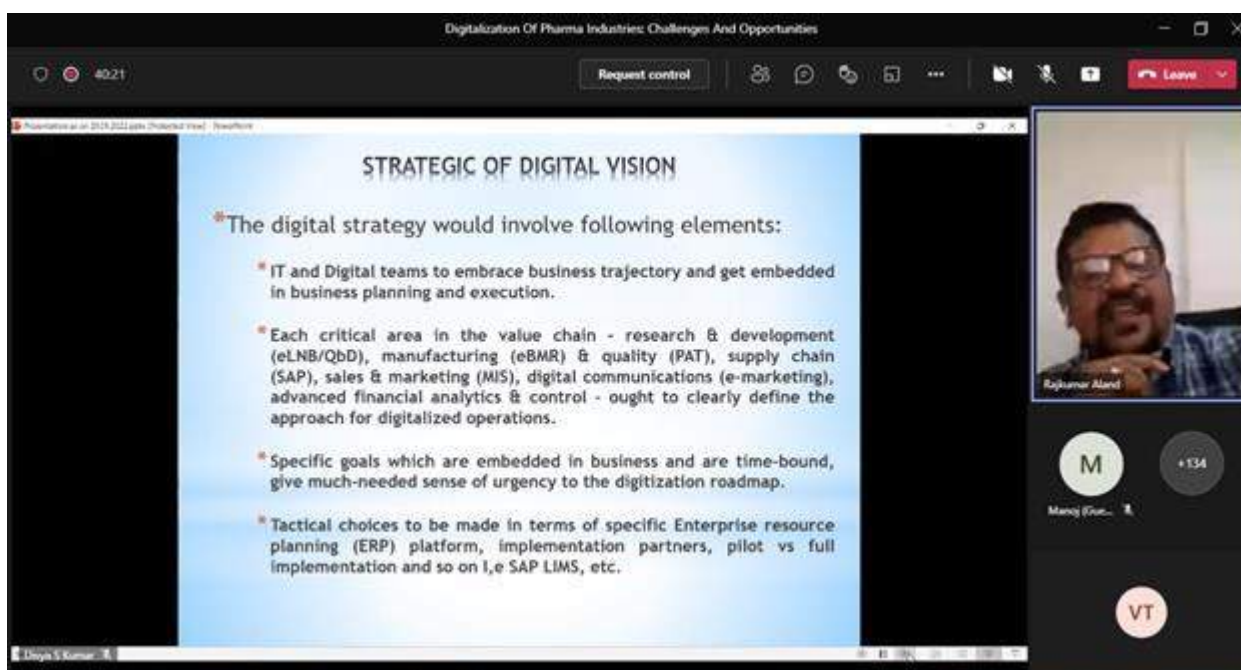 Digitalization Of Pharma Industries: Challenges And Opportunities
40:21
Request control
Leave
STRATEGIC OF DIGITAL VISION
*The digital strategy would involve following elements:
* IT and Digital teams to embrace business trajectory and get embedded
in business planning and execution.
* Each critical area in the value chain - research & development
(eLNB/QbD), manufacturing (eBMR) & quality (PAT), supply chain
(SAP), sales & marketing (MIS), digital communications (e-marketing),
advanced financial analytics & control - ought to clearly define the
approach for digitalized operations.
* Specific goals which are embedded in business and are time-bound,
give much-needed sense of urgency to the digitization roadmap.
* Tactical choices to be made in terms of specific Enterprise resource
planning (ERP) platform, implementation partners, pilot vs full
implementation and so on I,e SAP LIMS, etc.
Rajkumar Aland
M
+134
Manoj (Gue...
VT
Divya S Kumar